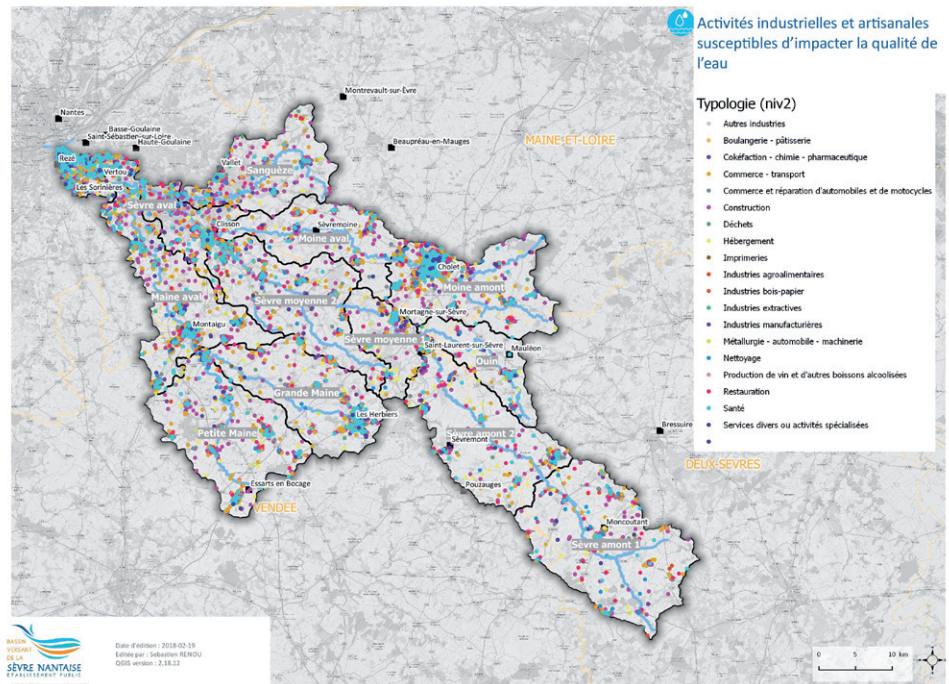 Activités industrielles et artisanales
susceptibles d'impacter la qualité de
l'eau
Typologie (niv2)
Autres industries
Boulangerie - pâtisserie
Cokéfaction - chimie - pharmaceutique
Commerce - transport
Commerce et réparation d'automobiles et de motocycles
Construction
Déchets
Hébergement
Imprimeries
Industries agroalimentaires
Industries bois-papier
Industries extractives
Industries manufacturières
Métallurgie - automobile - machinerie
Nettoyage
Production de vin et d'autres boissons alcoolisées
Restauration
Santé
Services divers ou activités spécialisées
Montrevault-sur-Èvre
Nantes
Basse-Goulaine
Saint-Sébastien-sur-Loire
Haute-Goulaine
Beaupréau-en-Mauges
MAINE-ET-LOIRE
Rezé
Vertou
Vallet
Sanguèze
Les Sorinières
Sèvre aval
Clisson
Sèvremoine
Moine aval
Cholet
Moine amont
Maine aval
Sèvre moyenne 2
Mortagne-sur-Sèvre
Montaigu
Sèvre moyenne
Saint-Laurent-sur-Sèvre
Mauléon
Ouin
Grande Maine
Les Herbiers
Petite Maine
Sèvre amont 2
Sèvremont
Bressuire
DEUX-SEVRES
Essarts en Bocage
Pouzauges
VENDEE
Moncoutant
Sèvre amont 1
BASSIN
VERSANT
DE LA
SÈVRE NANTAISE
ÉTABLISSEMENT PUBLIC
Date d'édition : 2018-02-19
Editée par : Sebastien RENOU
QGIS version : 2.18.12
0 5 10 km